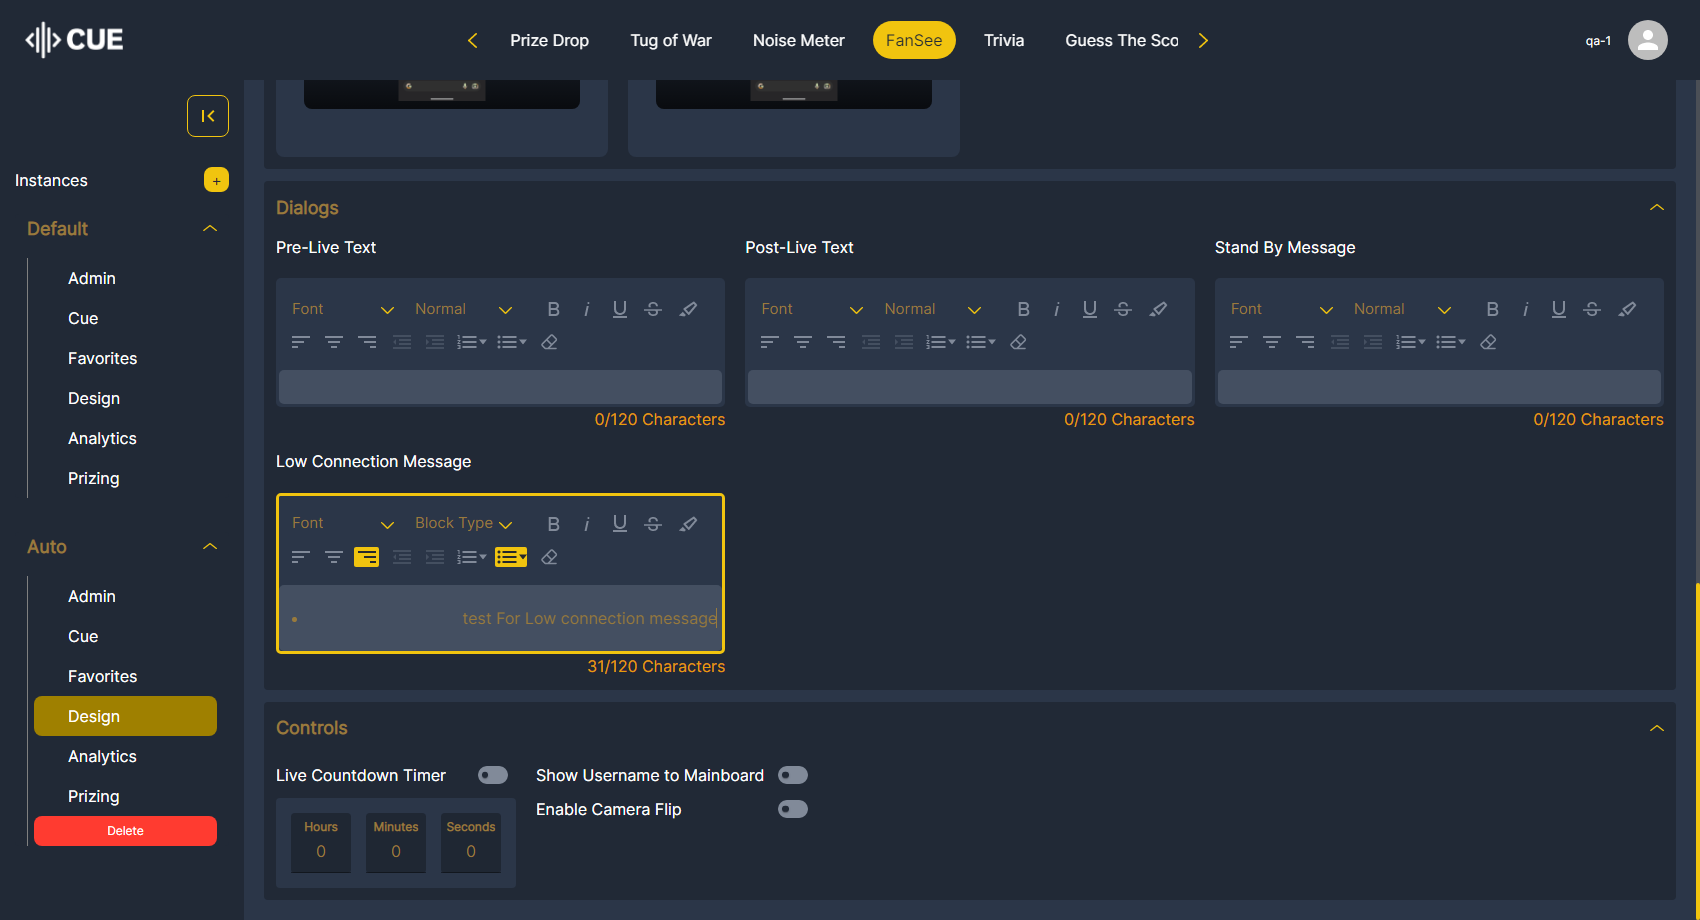 CUE
Prize Drop
Tug of War
Noise Meter
FanSee
Trivia
Guess The Sco
qa-1
Instances
+
Default
Admin
Cue
Favorites
Design
Analytics
Prizing
Auto
Admin
Cue
Favorites
Design
Analytics
Prizing
Delete
Dialogs
Pre-Live Text
Font
Normal
B i U S
0/120 Characters
Post-Live Text
Font
Normal
B i U S
0/120 Characters
Stand By Message
Font
Normal
B i U S
0/120 Characters
Low Connection Message
Font
Block Type
B i U S
• test For Low connection message
31/120 Characters
Controls
Live Countdown Timer
Hours
0
Minutes
0
Seconds
0
Show Username to Mainboard
Enable Camera Flip